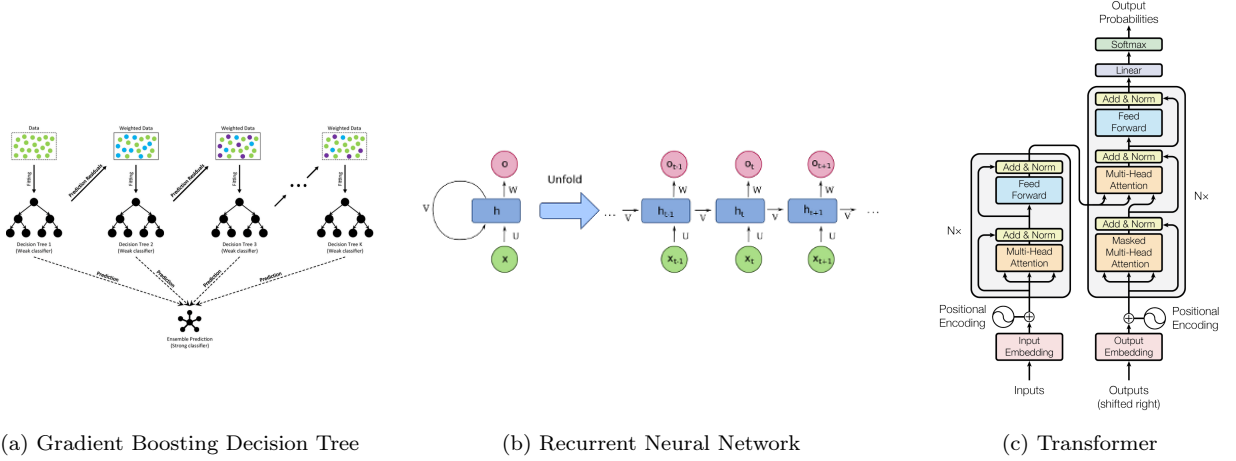 Data
Weighted Data
Weighted Data
Weighted Data
Prediction Residuals
Prediction Residuals
Fitting
Fitting
Fitting
Fitting
Decision Tree 1
(Weak classifier)
Decision Tree 2
(Weak classifier)
Decision Tree 3
(Weak classifier)
Decision Tree K
(Weak classifier)
Prediction
Prediction
Prediction
Prediction
Ensemble Prediction
(Strong classifier)
(a) Gradient Boosting Decision Tree
o
W
V
h
U
x
Unfold
...
V
o_{t-1}
W
h_{t-1}
U
x_{t-1}
V
o_t
W
h_t
U
x_t
V
o_{t+1}
W
h_{t+1}
U
x_{t+1}
V
...
(b) Recurrent Neural Network
Output
Probabilities
Softmax
Linear
Add & Norm
Feed
Forward
Add & Norm
Multi-Head
Attention
N×
Add & Norm
Masked
Multi-Head
Attention
Add & Norm
Feed
Forward
N×
Add & Norm
Multi-Head
Attention
Positional
Encoding
Positional
Encoding
Input
Embedding
Output
Embedding
Inputs
Outputs
(shifted right)
(c) Transformer